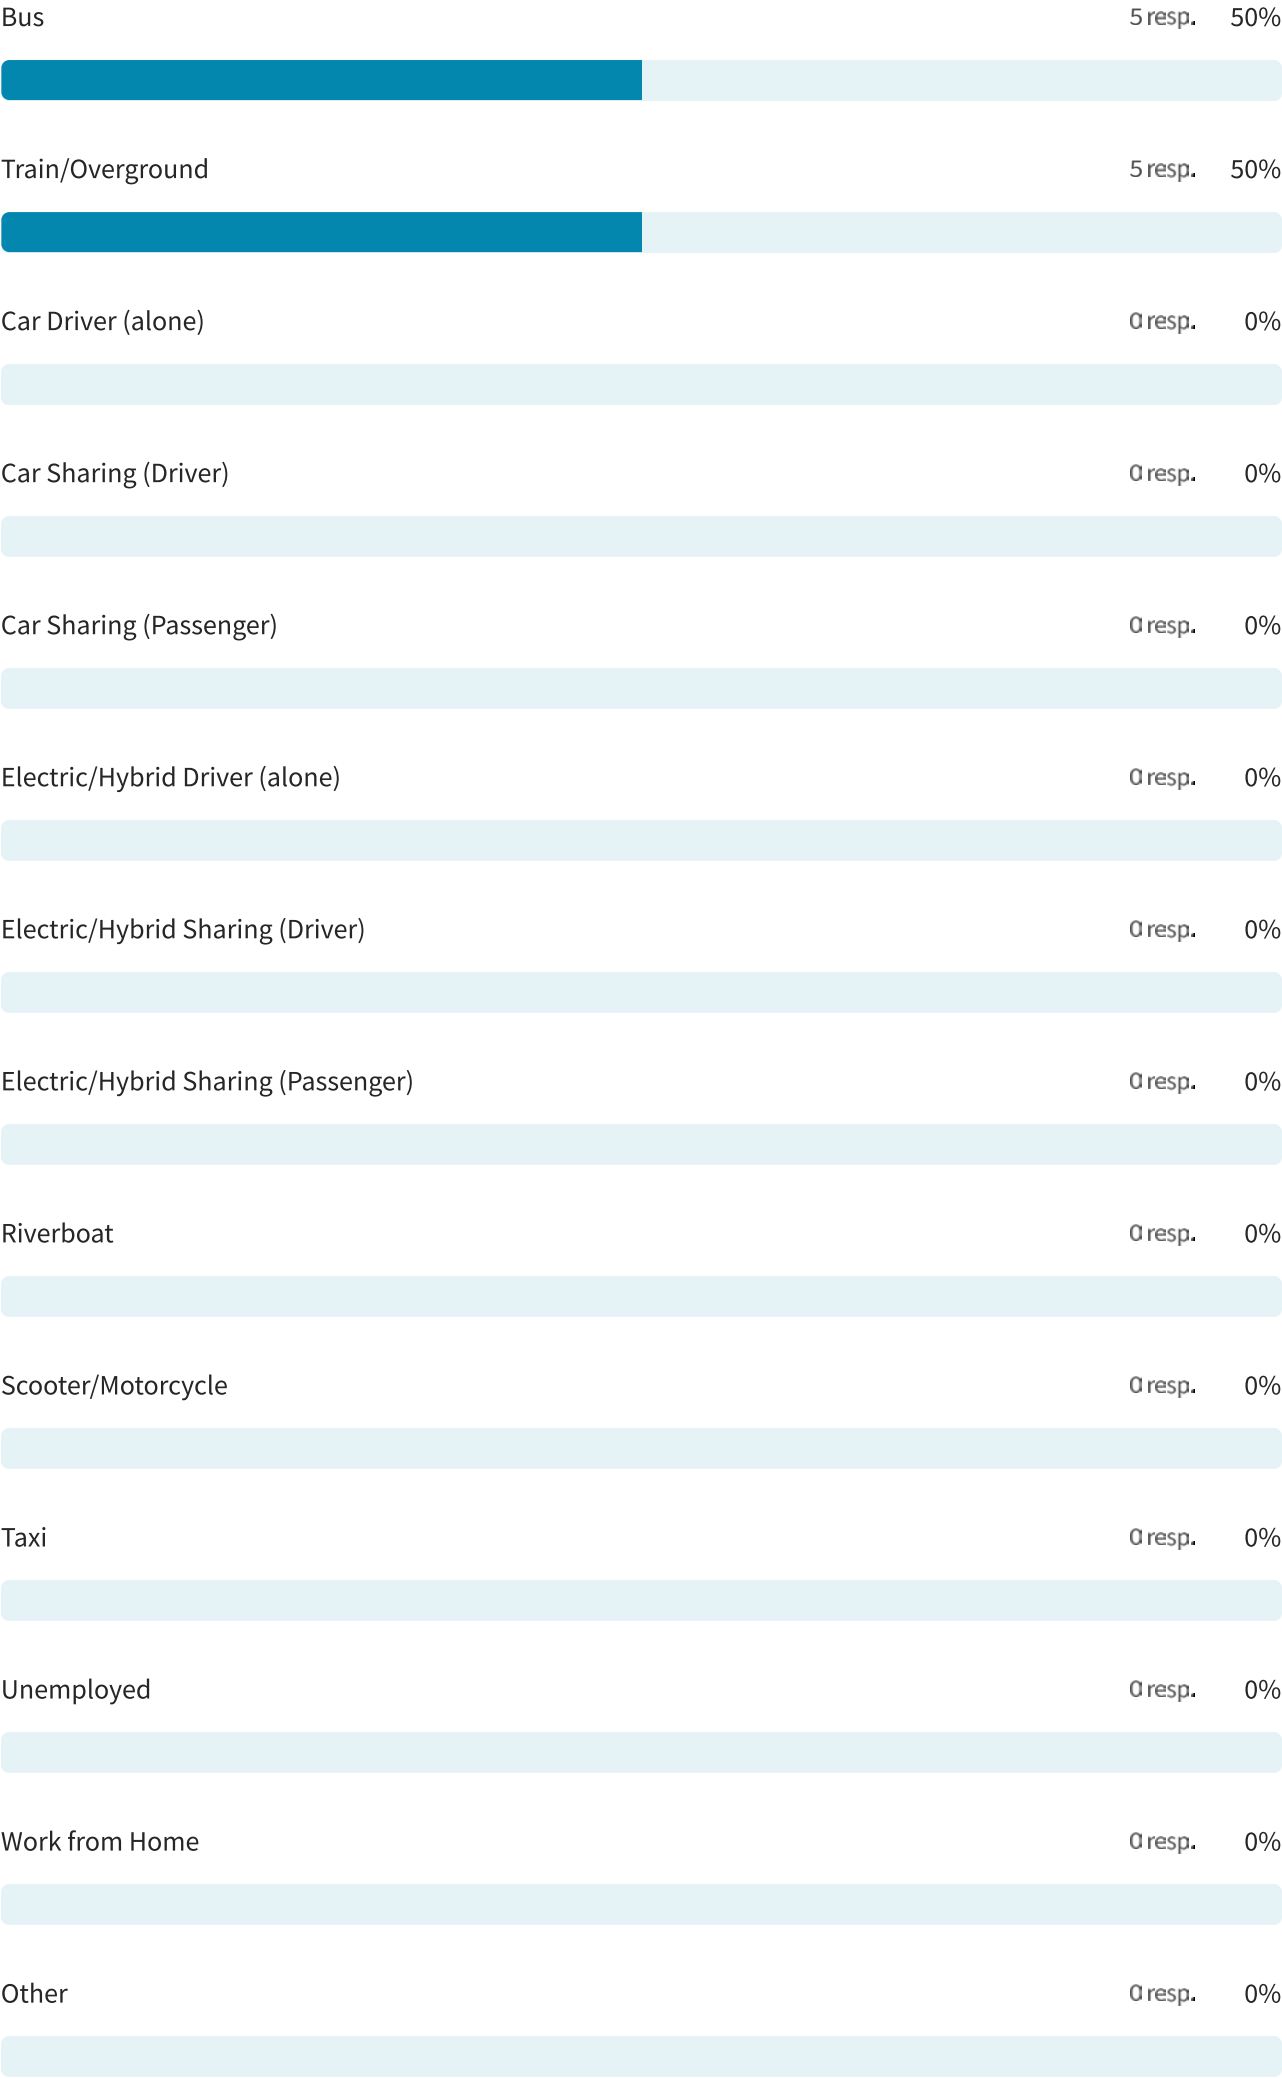 Bus 5 resp. 50%
Train/Overground 5 resp. 50%
Car Driver (alone) 0 resp. 0%
Car Sharing (Driver) 0 resp. 0%
Car Sharing (Passenger) 0 resp. 0%
Electric/Hybrid Driver (alone) 0 resp. 0%
Electric/Hybrid Sharing (Driver) 0 resp. 0%
Electric/Hybrid Sharing (Passenger) 0 resp. 0%
Riverboat 0 resp. 0%
Scooter/Motorcycle 0 resp. 0%
Taxi 0 resp. 0%
Unemployed 0 resp. 0%
Work from Home 0 resp. 0%
Other 0 resp. 0%